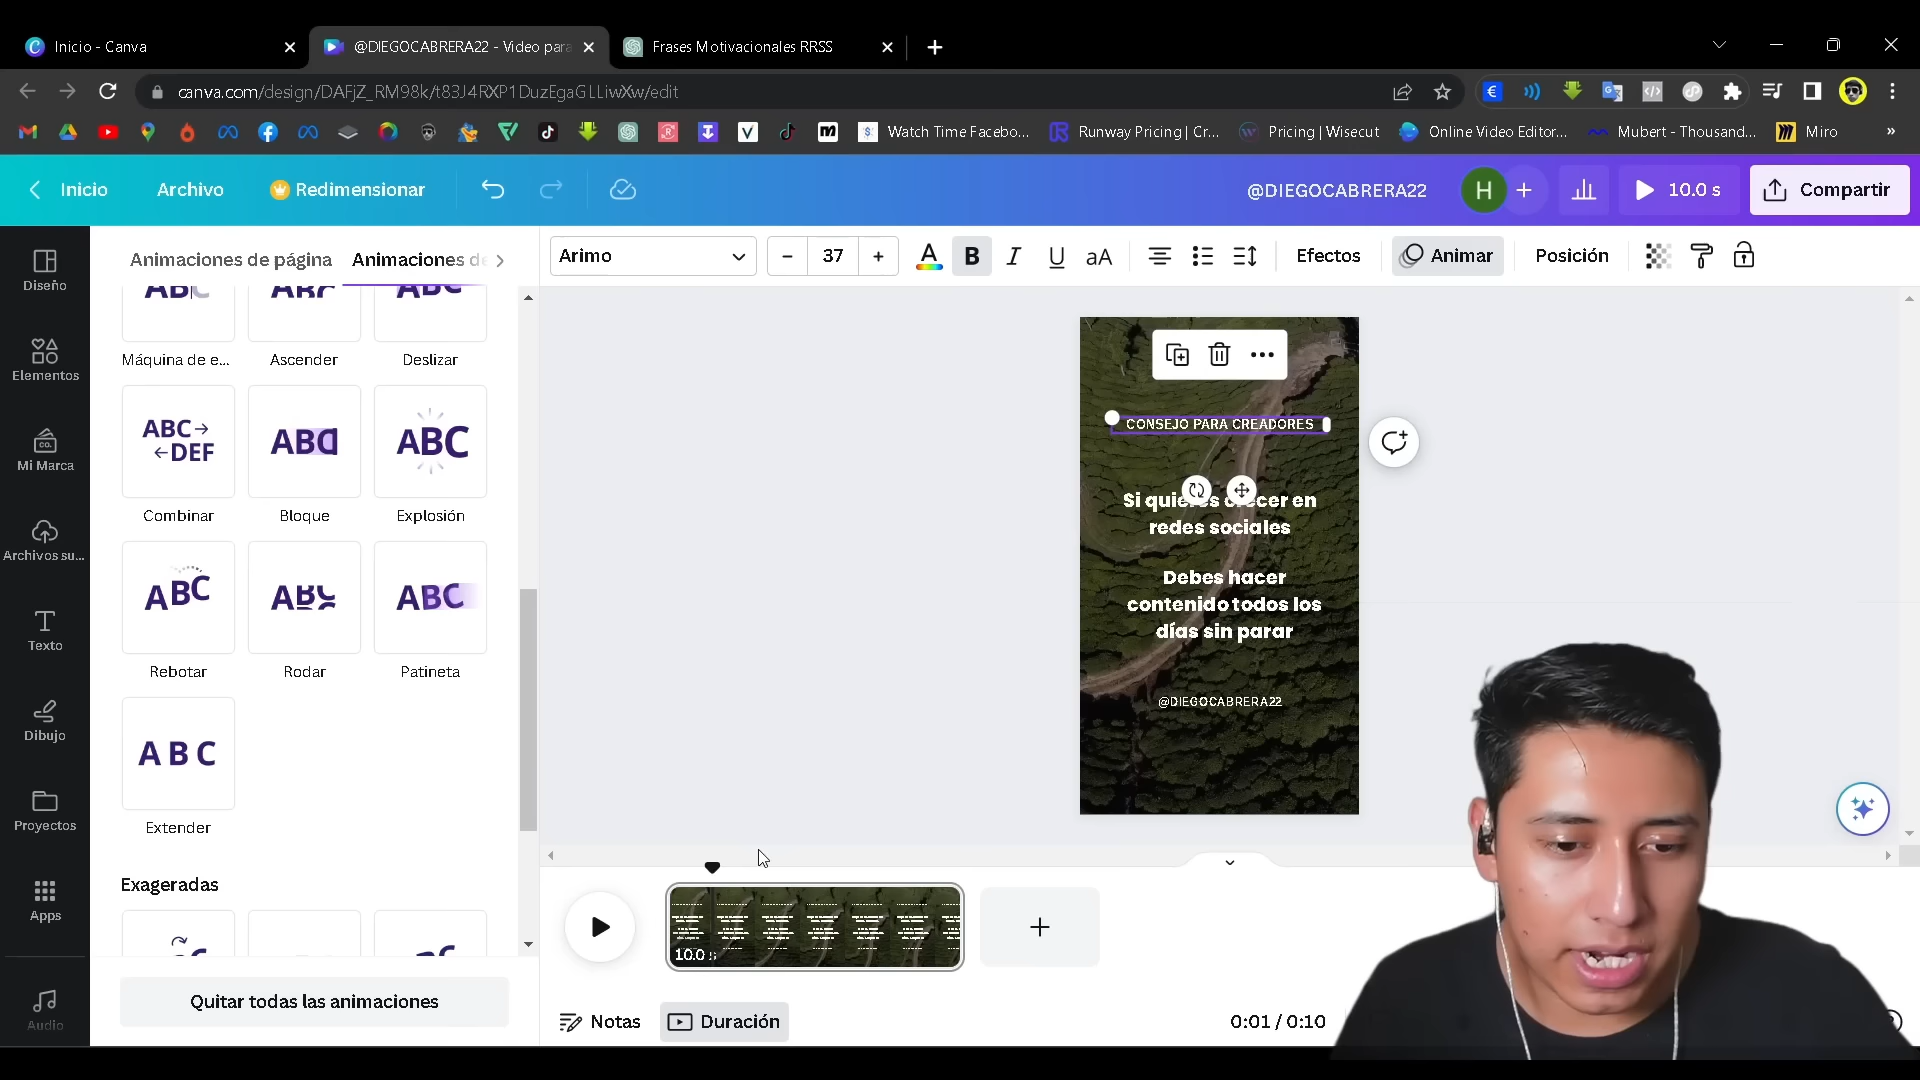 Inicio - Canva
@DIEGOCABRERA22 - Video para
Frases Motivacionales RRSS
canva.com/design/DAFjZ_RM98k/t83J4RXP1DuzEgaGLLiwXw/edit
Watch Time Facebo...
Runway Pricing | Cr...
Pricing | Wisecut
Online Video Editor...
Mubert - Thousand...
Miro
Inicio
Archivo
Redimensionar
@DIEGOCABRERA22
H
10.0 s
Compartir
Animaciones de página
Animaciones de
Arimo
37
Efectos
Animar
Posición
Diseño
Elementos
Mi Marca
Archivos su...
Texto
Dibujo
Proyectos
Apps
Audio
Máquina de e...
Ascender
Deslizar
ABC→
←DEF
ABC
Combinar
Bloque
Explosión
ABC
ABC
ABC
Rebotar
Rodar
Patineta
A B C
Extender
Exageradas
Quitar todas las animaciones
CONSEJO PARA CREADORES
Si quieres crecer en
redes sociales
Debes hacer
contenido todos los
días sin parar
@DIEGOCABRERA22
10.0 s
Notas
Duración
0:01 / 0:10